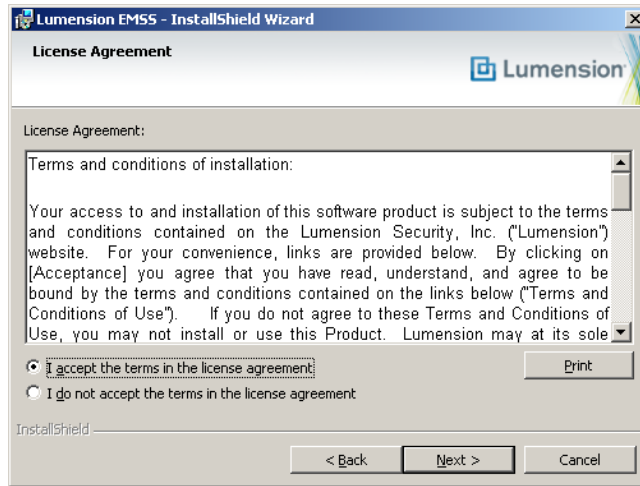 Lumension EMSS - InstallShield Wizard
License Agreement
Lumension
License Agreement:
Terms and conditions of installation:
Your access to and installation of this software product is subject to the terms
and conditions contained on the Lumension Security, Inc. ("Lumension")
website. For your convenience, links are provided below. By clicking on
[Acceptance] you agree that you have read, understand, and agree to be
bound by the terms and conditions contained on the links below ("Terms and
Conditions of Use"). If you do not agree to these Terms and Conditions of
Use, you may not install or use this Product. Lumension may at its sole
I accept the terms in the license agreement
Print
I do not accept the terms in the license agreement
InstallShield
< Back Next > Cancel